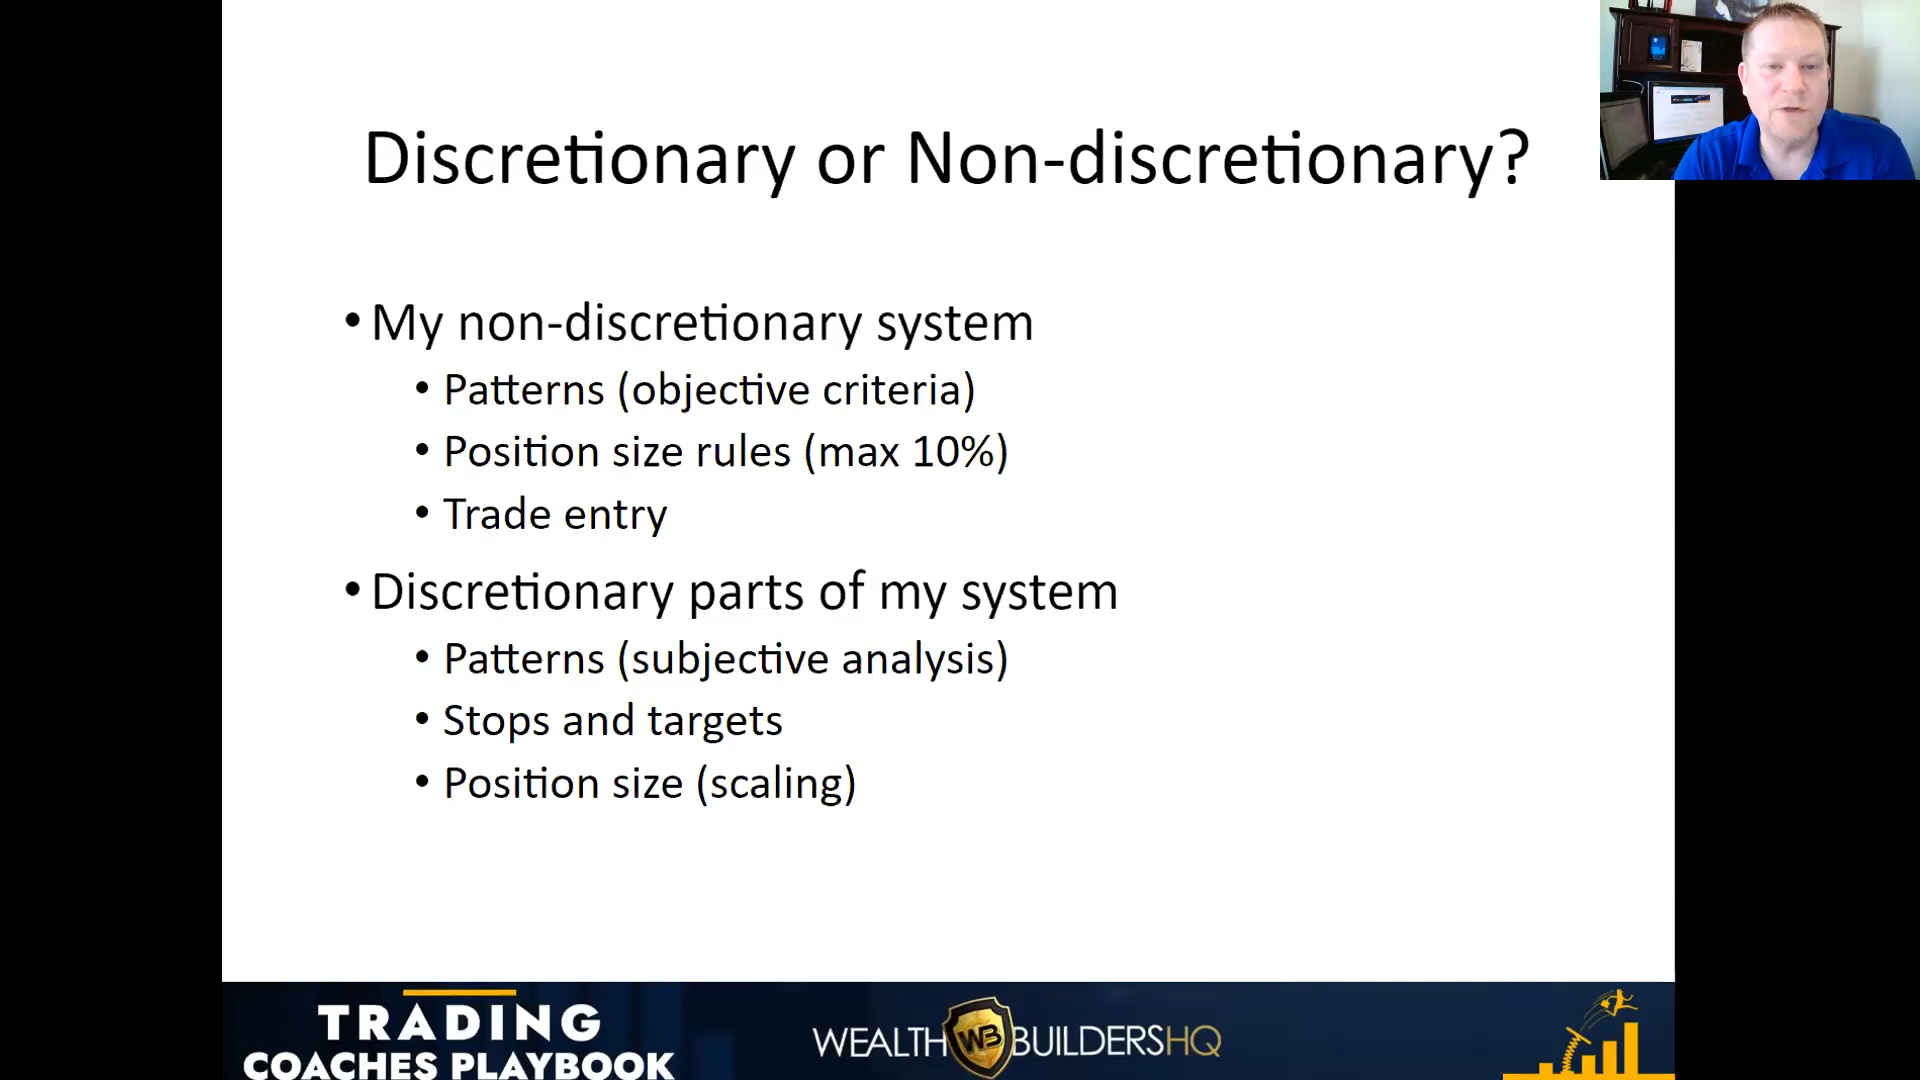 Discretionary or Non-discretionary?
• My non-discretionary system
• Patterns (objective criteria)
• Position size rules (max 10%)
• Trade entry
• Discretionary parts of my system
• Patterns (subjective analysis)
• Stops and targets
• Position size (scaling)
TRADING
COACHES PLAYBOOK
WEALTH WB BUILDERSHQ